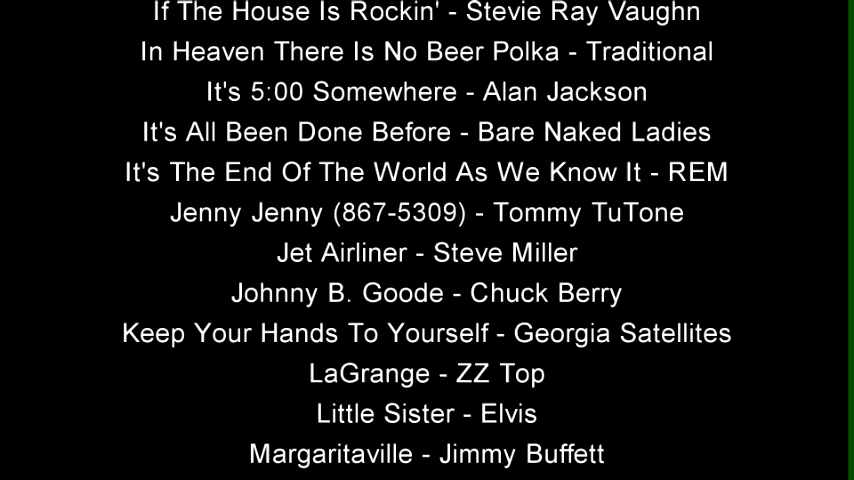 If The House Is Rockin' - Stevie Ray Vaughn
In Heaven There Is No Beer Polka - Traditional
It's 5:00 Somewhere - Alan Jackson
It's All Been Done Before - Bare Naked Ladies
It's The End Of The World As We Know It - REM
Jenny Jenny (867-5309) - Tommy TuTone
Jet Airliner - Steve Miller
Johnny B. Goode - Chuck Berry
Keep Your Hands To Yourself - Georgia Satellites
LaGrange - ZZ Top
Little Sister - Elvis
Margaritaville - Jimmy Buffett